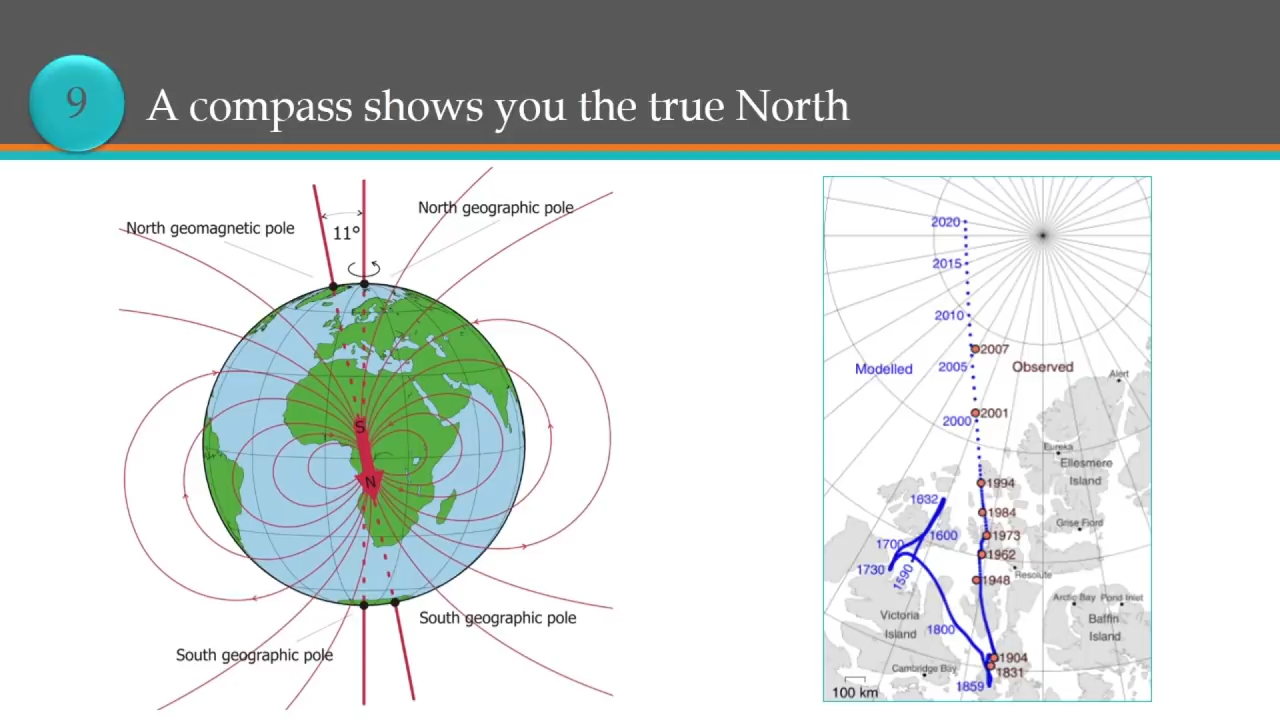 9
A compass shows you the true North
North geomagnetic pole
North geographic pole
11°
S
N
South geographic pole
South geographic pole
2020
2015
2010
2007
Modelled
2005
Observed
Alert
2001
2000
Eureka
Ellesmere
Island
1994
1632
1984
Grise Fiord
1600
1973
1700
1962
1730
1590
Resolute
1948
Arctic Bay
Pond Inlet
Victoria
Island
Baffin
Island
1800
1904
Cambridge Bay
1831
1859
100 km